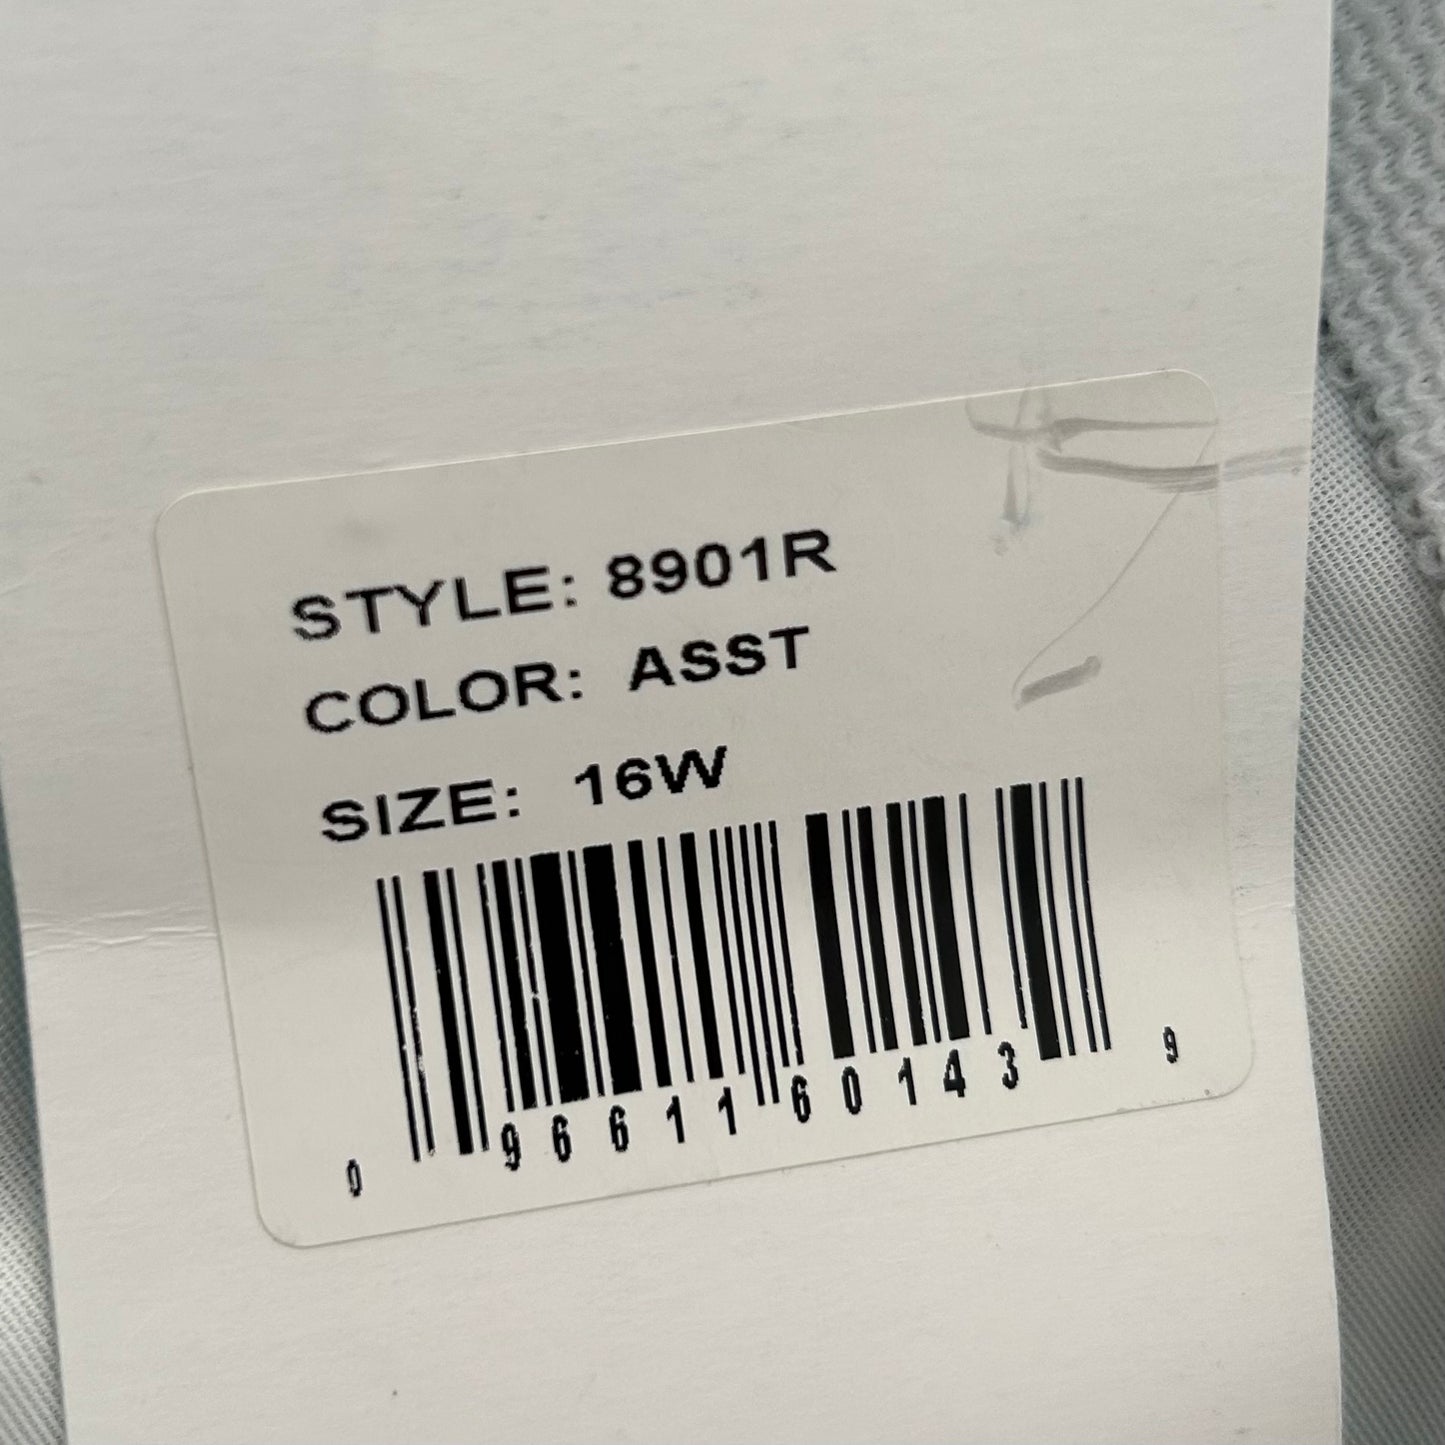 STYLE: 8901R
COLOR: ASST
SIZE: 16W
0 96611 60143 9